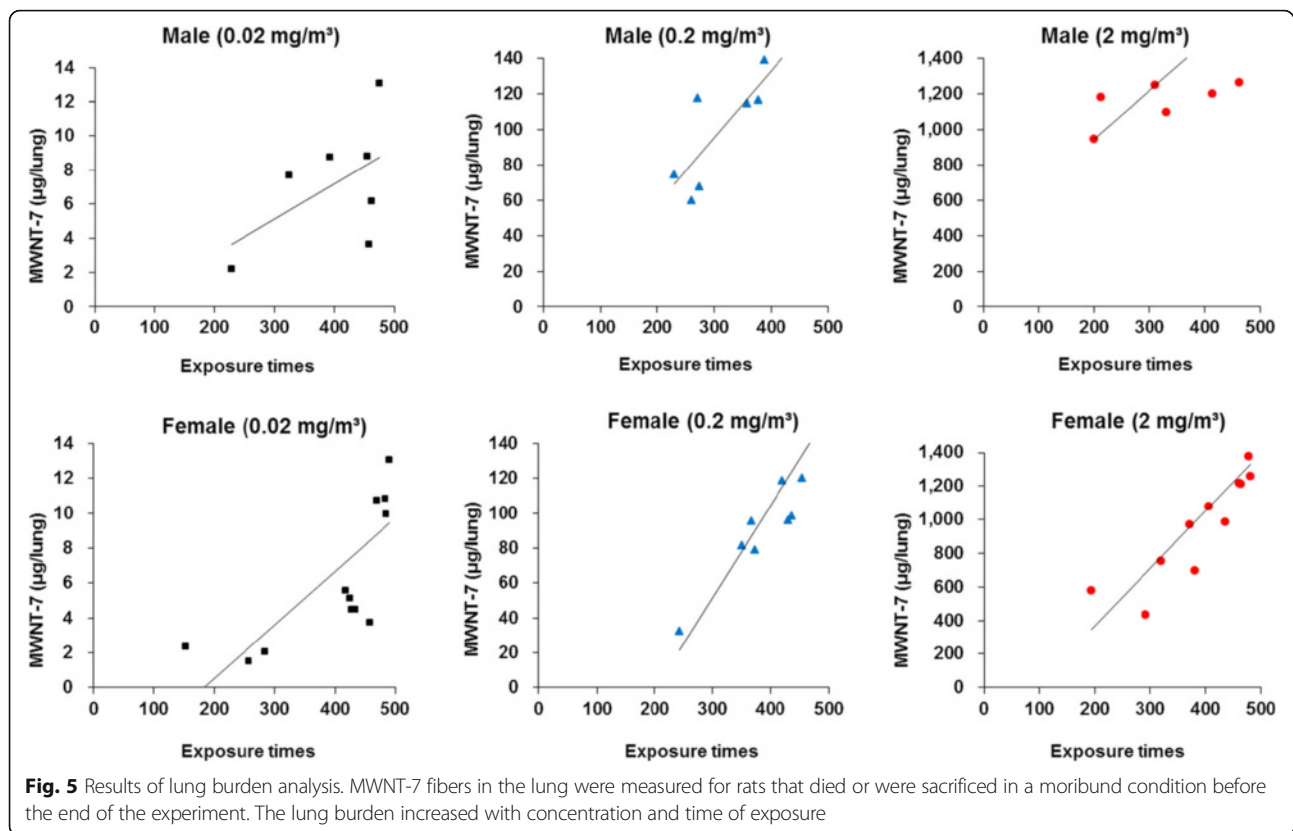 Male (0.02 mg/m³)
MWNT-7 (µg/lung)
14
12
10
8
6
4
2
0
0 100 200 300 400 500
Exposure times
Male (0.2 mg/m³)
MWNT-7 (µg/lung)
140
120
100
80
60
40
20
0
0 100 200 300 400 500
Exposure times
Male (2 mg/m³)
MWNT-7 (µg/lung)
1,400
1,200
1,000
800
600
400
200
0
0 100 200 300 400 500
Exposure times
Female (0.02 mg/m³)
MWNT-7 (µg/lung)
14
12
10
8
6
4
2
0
0 100 200 300 400 500
Exposure times
Female (0.2 mg/m³)
MWNT-7 (µg/lung)
140
120
100
80
60
40
20
0
0 100 200 300 400 500
Exposure times
Female (2 mg/m³)
MWNT-7 (µg/lung)
1,400
1,200
1,000
800
600
400
200
0
0 100 200 300 400 500
Exposure times
Fig. 5 Results of lung burden analysis. MWNT-7 fibers in the lung were measured for rats that died or were sacrificed in a moribund condition before
the end of the experiment. The lung burden increased with concentration and time of exposure